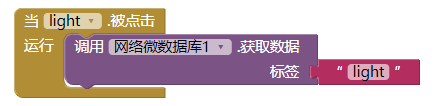 当 light .被点击
运行 调用 网络微数据库1 .获取数据
标签 “ light ”